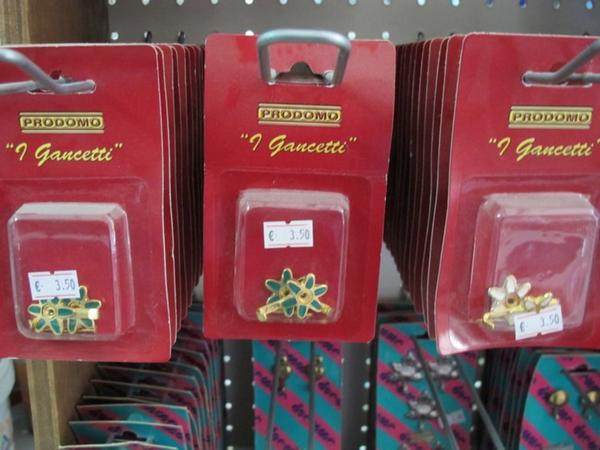 PRODOMO
"I Gancetti"
€ 3.50
PRODOMO
"I Gancetti"
€ 3.50
PRODOMO
"I Gancetti"
€ 3.50